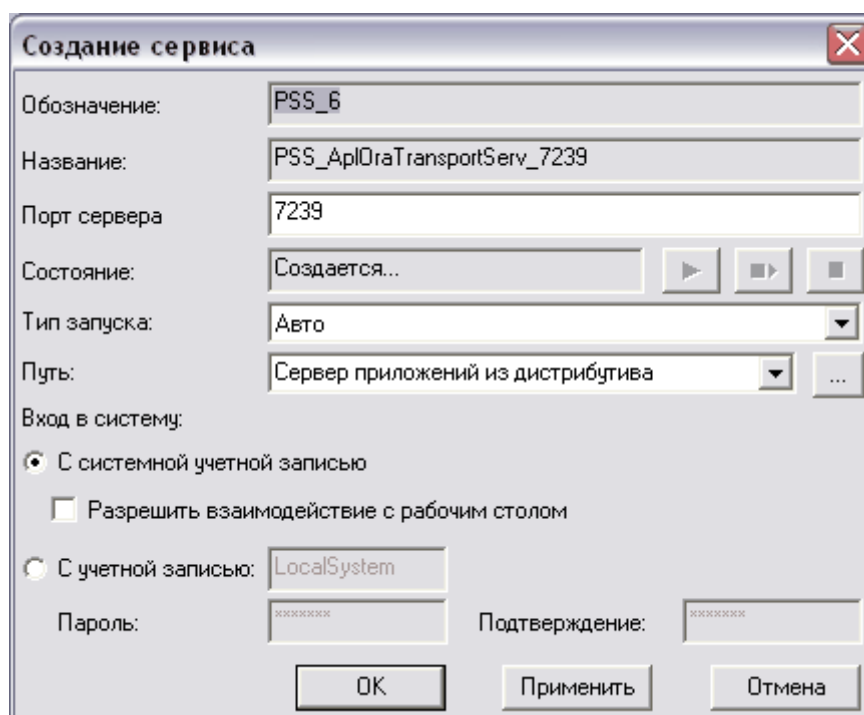 Создание сервиса
Обозначение: PSS_6
Название: PSS_AplOraTransportServ_7239
Порт сервера 7239
Состояние: Создается...
Тип запуска: Авто
Путь: Сервер приложений из дистрибутива ...
Вход в систему:
С системной учетной записью
Разрешить взаимодействие с рабочим столом
С учетной записью: LocalSystem
Пароль: ******* Подтверждение: *******
OK Применить Отмена